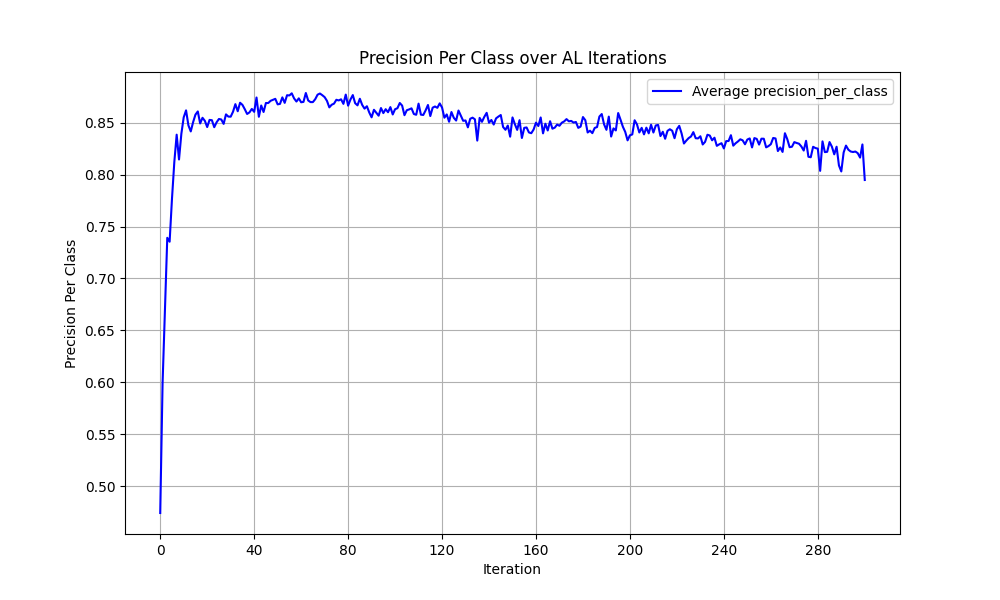 Precision Per Class over AL Iterations
Average precision_per_class
Precision Per Class
0.85
0.80
0.75
0.70
0.65
0.60
0.55
0.50
0 40 80 120 160 200 240 280
Iteration